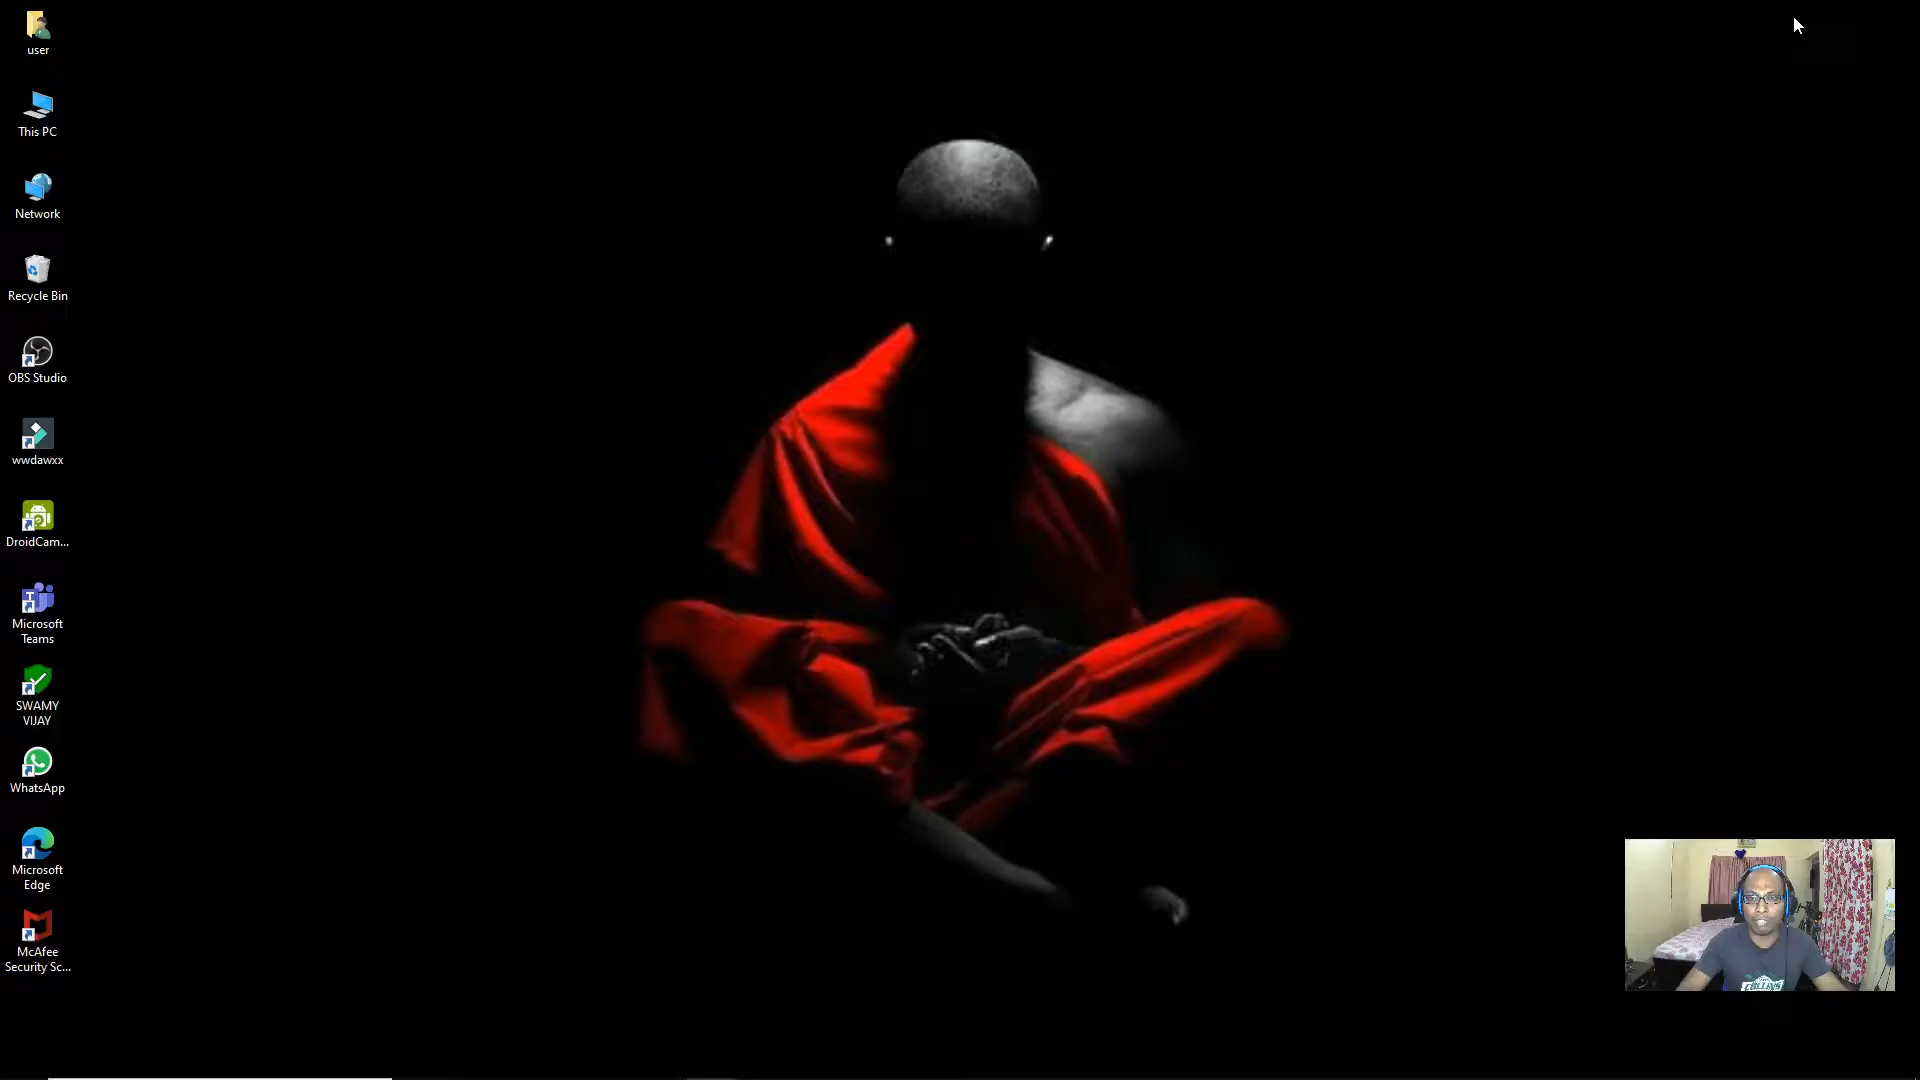 user
This PC
Network
Recycle Bin
OBS Studio
wwdawxx
DroidCam...
Microsoft
Teams
SWAMY
VIJAY
WhatsApp
Microsoft
Edge
McAfee
Security Sc...